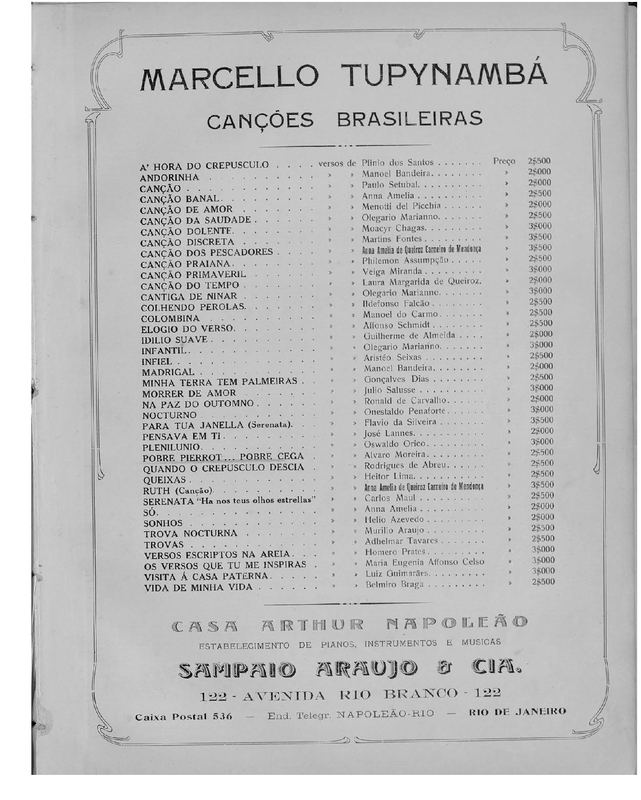 MARCELLO TUPYNAMBÁ
CANÇÕES BRASILEIRAS
A' HORA DO CREPUSCULO . . . . versos de Plinio dos Santos . . . . . . . Preço 2$500
ANDORINHA . . . . . . . . . . . . » » Manoel Bandeira. . . . . . . . » 2$000
CANÇÃO . . . . . . . . . . . . . » » Paulo Setubal. . . . . . . . . » 2$000
CANÇÃO BANAL. . . . . . . . . . » » Anna Amelia . . . . . . . . . » 2$500
CANÇÃO DE AMOR . . . . . . . . » » Menotti del Picchia . . . . . . » 2$000
CANÇÃO DA SAUDADE . . . . . . » » Olegario Marianno. . . . . . . » 2$500
CANÇÃO DOLENTE. . . . . . . . . » » Moacyr Chagas. . . . . . . . . » 3$000
CANÇÃO DISCRETA . . . . . . . . » » Martins Fontes . . . . . . . . » 2$500
CANÇÃO DOS PESCADORES . . . . » » Anna Amelia de Queiroz Carneiro de Mendonça » 3$500
CANÇÃO PRAIANA. . . . . . . . . » » Philemon Assumpção . . . . . . » 2$500
CANÇÃO PRIMAVERIL . . . . . . . » » Veiga Miranda . . . . . . . . » 3$000
CANÇÃO DO TEMPO . . . . . . . . » » Laura Margarida de Queiroz. » 2$000
CANTIGA DE NINAR . . . . . . . » » Olegario Marianno. . . . . . . » 3$000
COLHENDO PEROLAS. . . . . . . . » » Ildefonso Falcão . . . . . . . » 2$500
COLOMBINA . . . . . . . . . . . » » Manoel do Carmo . . . . . . . » 2$500
ELOGIO DO VERSO. . . . . . . . » » Affonso Schmidt . . . . . . . » 2$500
IDILIO SUAVE . . . . . . . . . . » » Guilherme de Almeida . . . . » 2$000
INFANTIL. . . . . . . . . . . . » » Olegario Marianno. . . . . . . » 3$000
INFIEL . . . . . . . . . . . . . » » Aristéo Seixas . . . . . . . . » 2$500
MADRIGAL . . . . . . . . . . . » » Manoel Bandeira. . . . . . . . » 2$000
MINHA TERRA TEM PALMEIRAS . . » » Gonçalves Dias . . . . . . . . » 2$500
MORRER DE AMOR . . . . . . . . » » Julio Salusse . . . . . . . . . » 3$000
NA PAZ DO OUTOMNO . . . . . . . » » Ronald de Carvalho. . . . . . » 2$500
NOCTURNO . . . . . . . . . . . » » Onestaldo Penaforte. . . . . . » 3$000
PARA TUA JANELLA (Serenata). . . » » Flavio da Silveira . . . . . . » 2$500
PENSAVA EM TI. . . . . . . . . . » » José Lannes. . . . . . . . . . » 2$000
PLENILUNIO . . . . . . . . . . . » » Oswaldo Orico. . . . . . . . . » 3$000
POBRE PIERROT... POBRE CEGA » » Alvaro Moreira. . . . . . . . » 2$500
QUANDO O CREPUSCULO DESCIA » » Rodrigues de Abreu. . . . . . » 2$500
QUEIXAS . . . . . . . . . . . . » » Heitor Lima. . . . . . . . . . » 2$000
RUTH (Canção). . . . . . . . . . » » Anna Amelia de Queiroz Carneiro de Mendonça » 3$500
SERENATA "Ha nos teus olhos estrellas" » » Carlos Maul . . . . . . . . . » 2$500
SÓ. . . . . . . . . . . . . . . » » Anna Amelia . . . . . . . . . » 2$000
SONHOS . . . . . . . . . . . . » » Helio Azevedo . . . . . . . . » 2$500
TROVA NOCTURNA . . . . . . . . » » Murillo Araujo . . . . . . . . » 2$500
TROVAS . . . . . . . . . . . . » » Adhelmar Tavares . . . . . . . » 2$500
VERSOS ESCRIPTOS NA AREIA. . . » » Homero Prates. . . . . . . . . » 3$000
OS VERSOS QUE TU ME INSPIRAS . » » Maria Eugenia Affonso Celso » 3$000
VISITA Á CASA PATERNA. . . . . . » » Luiz Guimarães. . . . . . . . » 3$000
VIDA DE MINHA VIDA . . . . . . . » » Belmiro Braga . . . . . . . . » 2$500
CASA ARTHUR NAPOLEÃO
ESTABELECIMENTO DE PIANOS, INSTRUMENTOS E MUSICAS
SAMPAIO ARAUJO & CIA.
122 - AVENIDA RIO BRANCO - 122
Caixa Postal 536 — End. Telegr. NAPOLEÃO-RIO — RIO DE JANEIRO